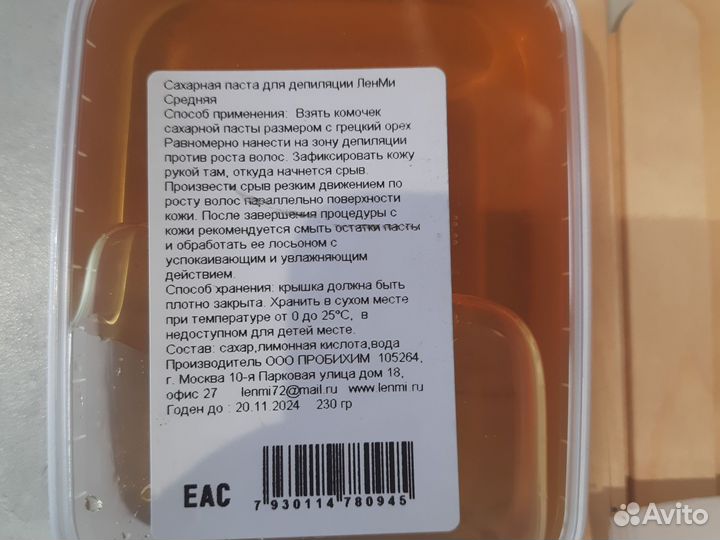 Сахарная паста для депиляции ЛенМи
Средняя
Способ применения: Взять комочек
сахарной пасты размером с грецкий орех
Равномерно нанести на зону депиляции
против роста волос. Зафиксировать кожу
рукой там, откуда начнется срыв.
Произвести срыв резким движением по
росту волос параллельно поверхности
кожи. После завершения процедуры с
кожи рекомендуется смыть остатки пасты
и обработать ее лосьоном с
успокаивающим и увлажняющим
действием.
Способ хранения: крышка должна быть
плотно закрыта. Хранить в сухом месте
при температуре от 0 до 25°С, в
недоступном для детей месте.
Состав: сахар,лимонная кислота,вода
Производитель ООО ПРОБИХИМ 105264,
г. Москва 10-я Парковая улица дом 18,
офис 27 lenmi72@mail.ru www.lenmi.ru
Годен до : 20.11.2024 230 гр
EAC
7 930114 780945
Avito